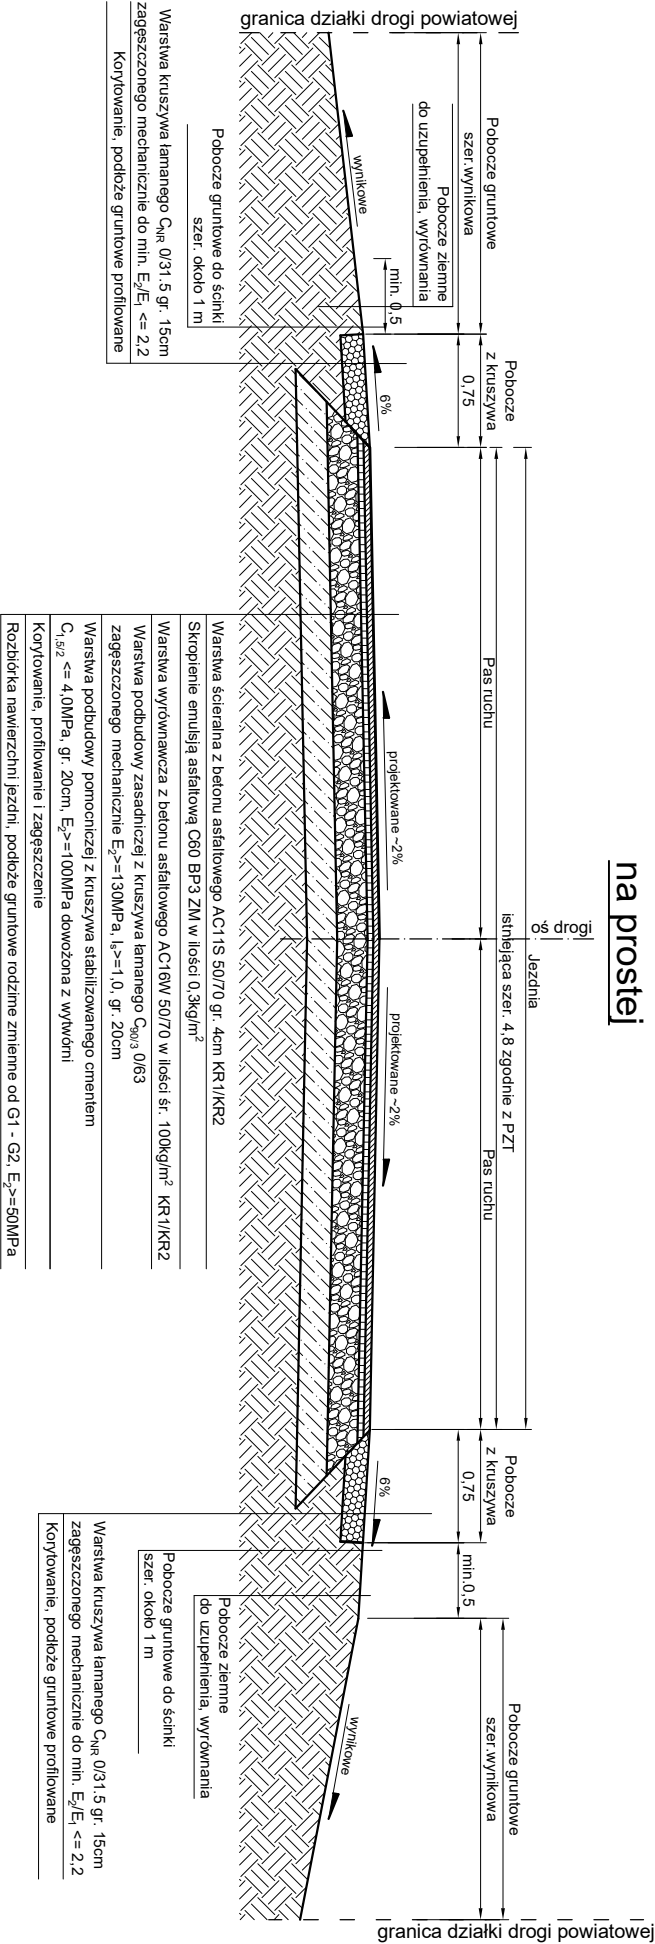 na prostej
granica działki drogi powiatowej
Pobocze gruntowe
szer.wynikowa
Pobocze ziemne
do uzupełnienia, wyrównania
wynikowe
min. 0,5
Pobocze gruntowe do ścinki
szer. około 1 m
Warstwa kruszywa łamanego CNR 0/31.5 gr. 15cm
zagęszczonego mechanicznie do min. E2/E1 <= 2,2
Korytowanie, podłoże gruntowe profilowane
Pobocze
z kruszywa
0,75
6%
Jezdnia
istniejąca szer. 4,8 zgodnie z PZT
oś drogi
Pas ruchu
Pas ruchu
projektowane ~2%
projektowane ~2%
Warstwa ścieralna z betonu asfaltowego AC11S 50/70 gr. 4cm KR1/KR2
Skropienie emulsją asfaltową C60 BP3 ZM w ilości 0,3kg/m²
Warstwa wyrównawcza z betonu asfaltowego AC16W 50/70 w ilości śr. 100kg/m² KR1/KR2
Warstwa podbudowy zasadniczej z kruszywa łamanego C90/3 0/63
zagęszczonego mechanicznie E2>=130MPa, Is>=1,0, gr. 20cm
Warstwa podbudowy pomocniczej z kruszywa stabilizowanego cmentem
C1,5/2 <= 4,0MPa, gr. 20cm, E2>=100MPa dowożona z wytwórni
Korytowanie, profilowanie i zagęszczenie
Rozbiórka nawierzchni jezdni, podłoże gruntowe rodzime zmienne od G1 - G2, E2>=50MPa
Pobocze
z kruszywa
0,75
6%
min.0,5
Pobocze gruntowe
szer.wynikowa
wynikowe
Pobocze ziemne
do uzupełnienia, wyrównania
Pobocze gruntowe do ścinki
szer. około 1 m
Warstwa kruszywa łamanego CNR 0/31.5 gr. 15cm
zagęszczonego mechanicznie do min. E2/E1 <= 2,2
Korytowanie, podłoże gruntowe profilowane
granica działki drogi powiatowej